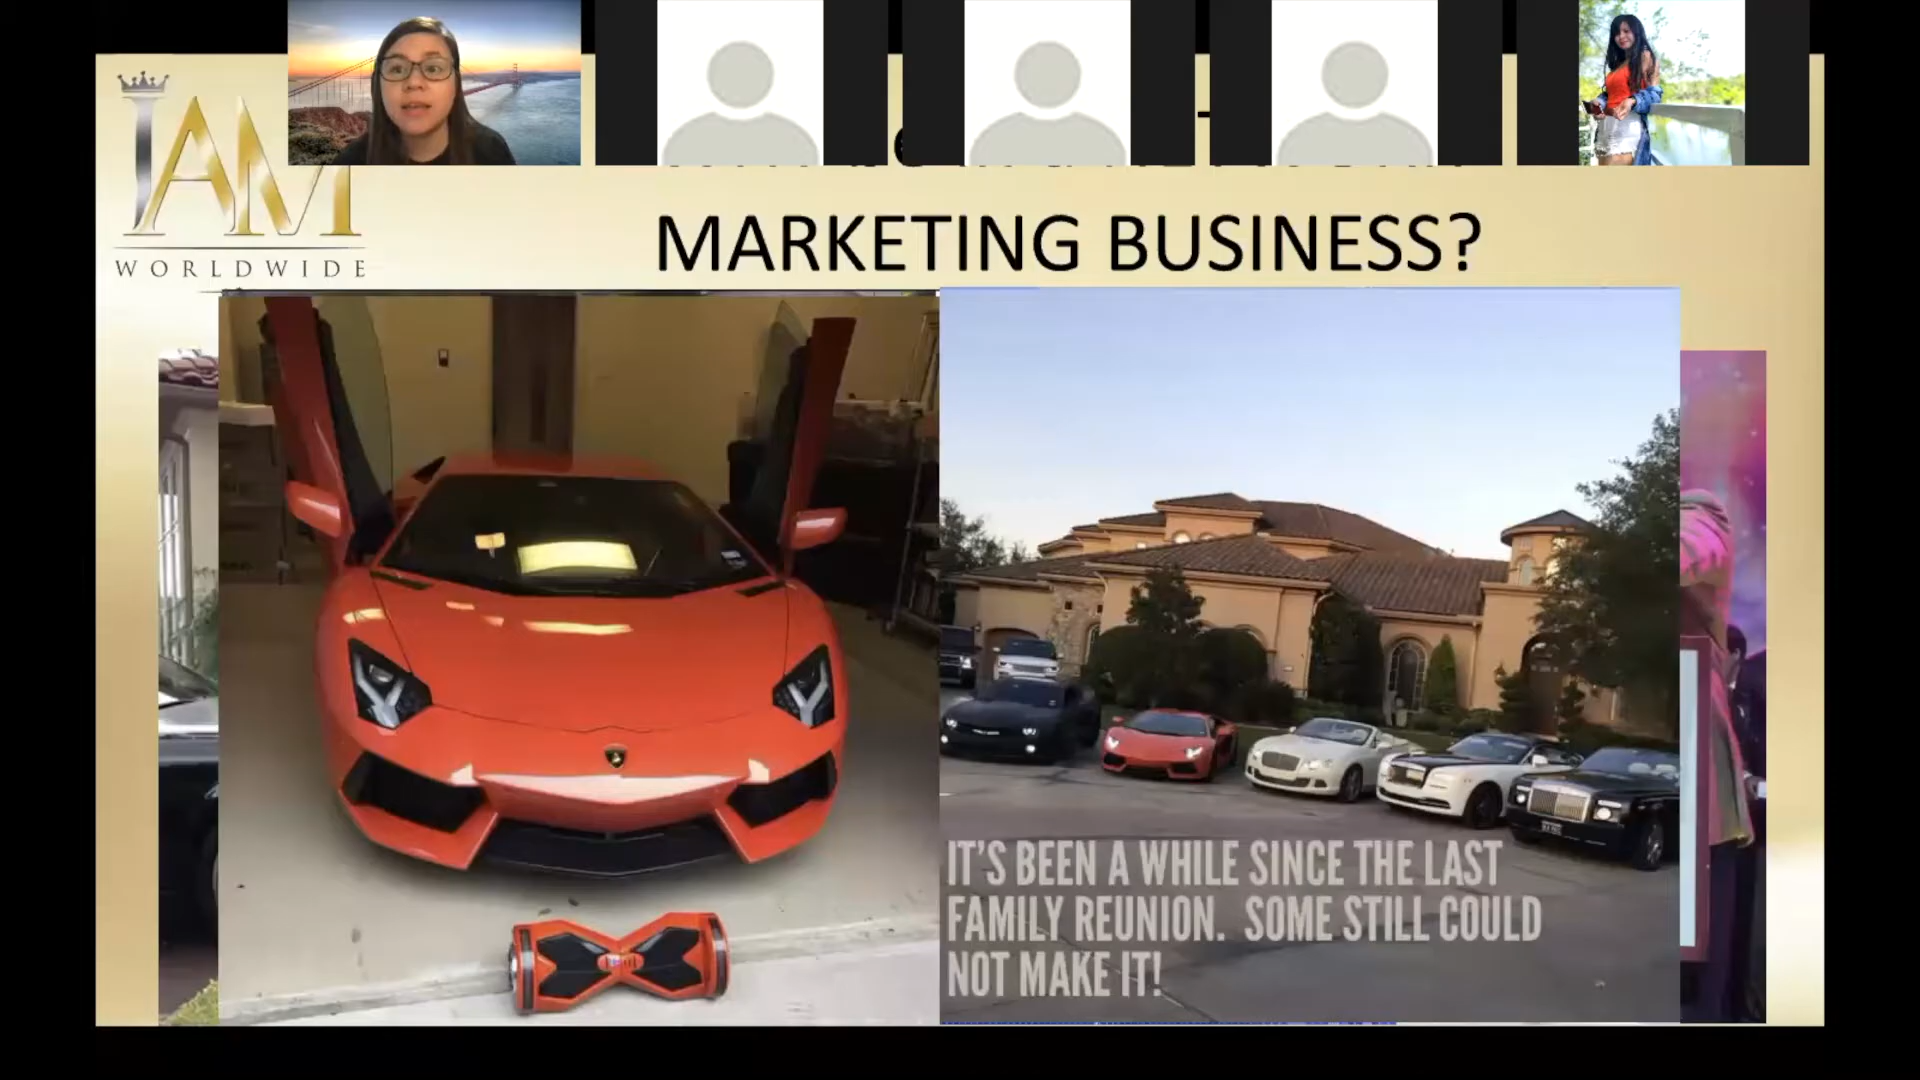 IAM
WORLDWIDE
MARKETING BUSINESS?
IT'S BEEN A WHILE SINCE THE LAST
FAMILY REUNION. SOME STILL COULD
NOT MAKE IT!